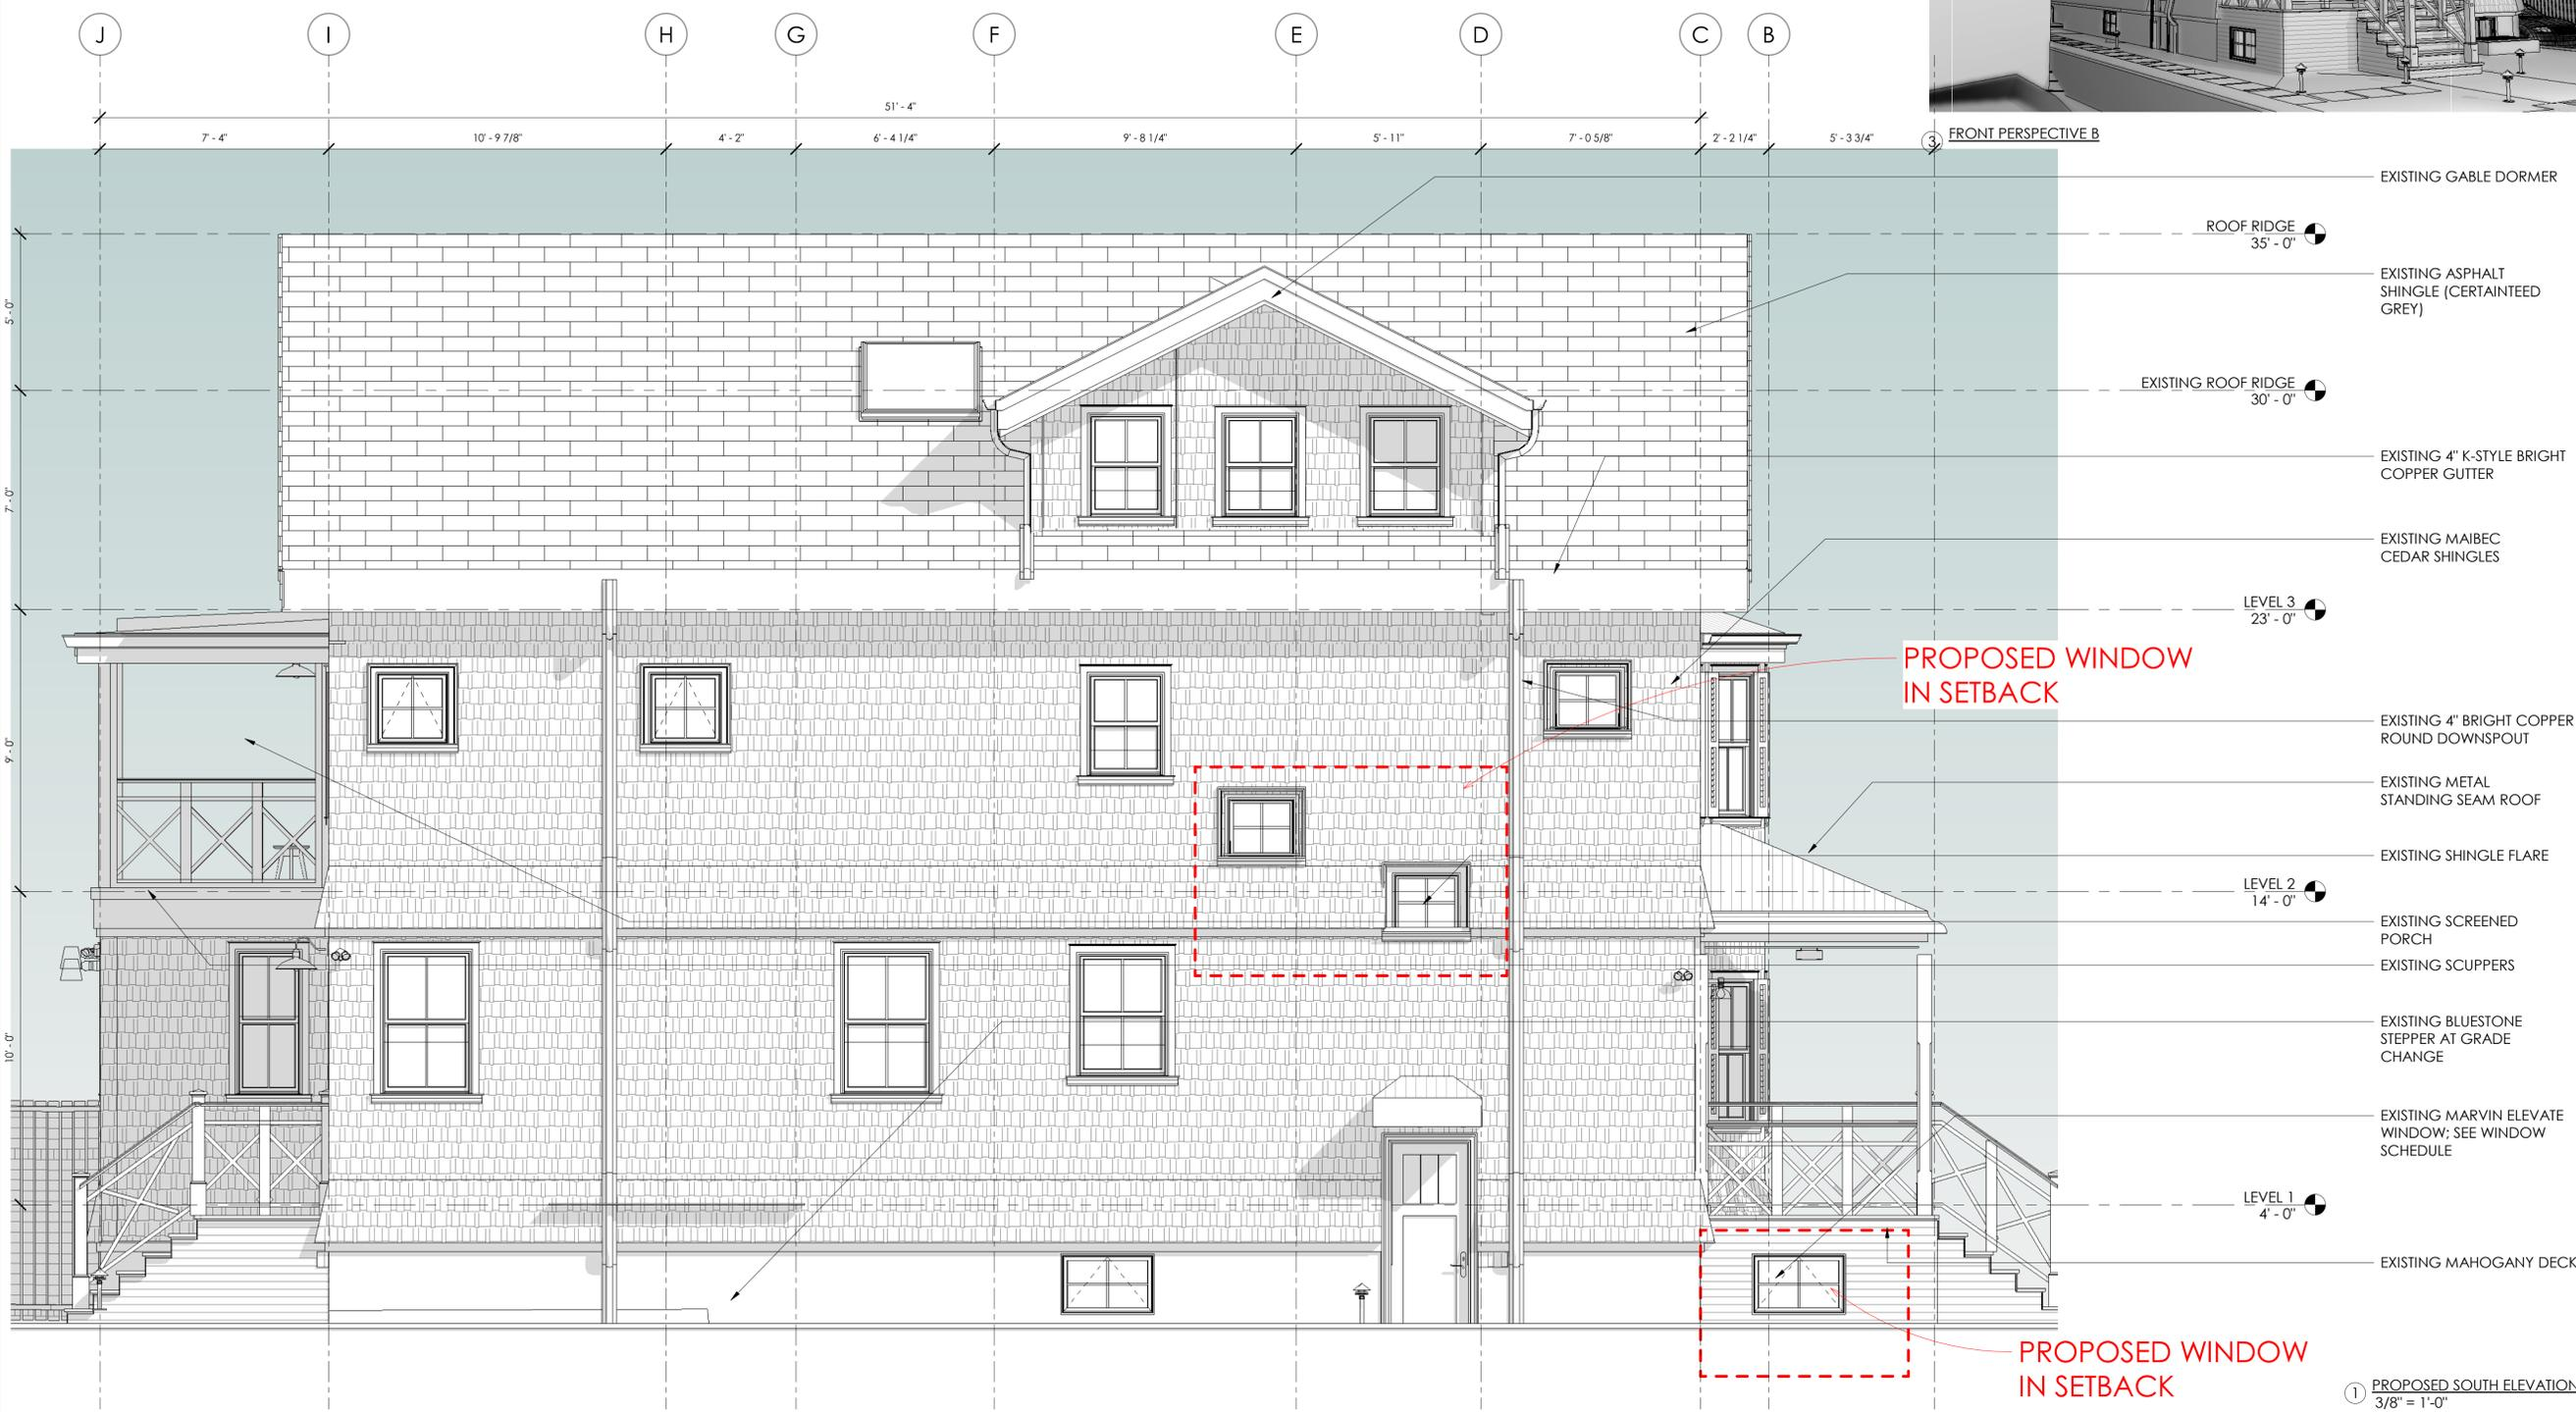 J
I
H
G
F
E
D
C
B
51' - 4"
7' - 4"
10' - 9 7/8"
4' - 2"
6' - 4 1/4"
9' - 8 1/4"
5' - 11"
7' - 0 5/8"
2' - 2 1/4"
5' - 3 3/4"
3
FRONT PERSPECTIVE B
EXISTING GABLE DORMER
ROOF RIDGE
35' - 0"
EXISTING ASPHALT
SHINGLE (CERTAINTEED
GREY)
5' - 0"
EXISTING ROOF RIDGE
30' - 0"
EXISTING 4" K-STYLE BRIGHT
COPPER GUTTER
7' - 0"
EXISTING MAIBEC
CEDAR SHINGLES
LEVEL 3
23' - 0"
PROPOSED WINDOW
IN SETBACK
EXISTING 4" BRIGHT COPPER
ROUND DOWNSPOUT
9' - 0"
EXISTING METAL
STANDING SEAM ROOF
EXISTING SHINGLE FLARE
LEVEL 2
14' - 0"
EXISTING SCREENED
PORCH
EXISTING SCUPPERS
10' - 0"
EXISTING BLUESTONE
STEPPER AT GRADE
CHANGE
EXISTING MARVIN ELEVATE
WINDOW; SEE WINDOW
SCHEDULE
LEVEL 1
4' - 0"
EXISTING MAHOGANY DECK
PROPOSED WINDOW
IN SETBACK
1
PROPOSED SOUTH ELEVATION
3/8" = 1'-0"